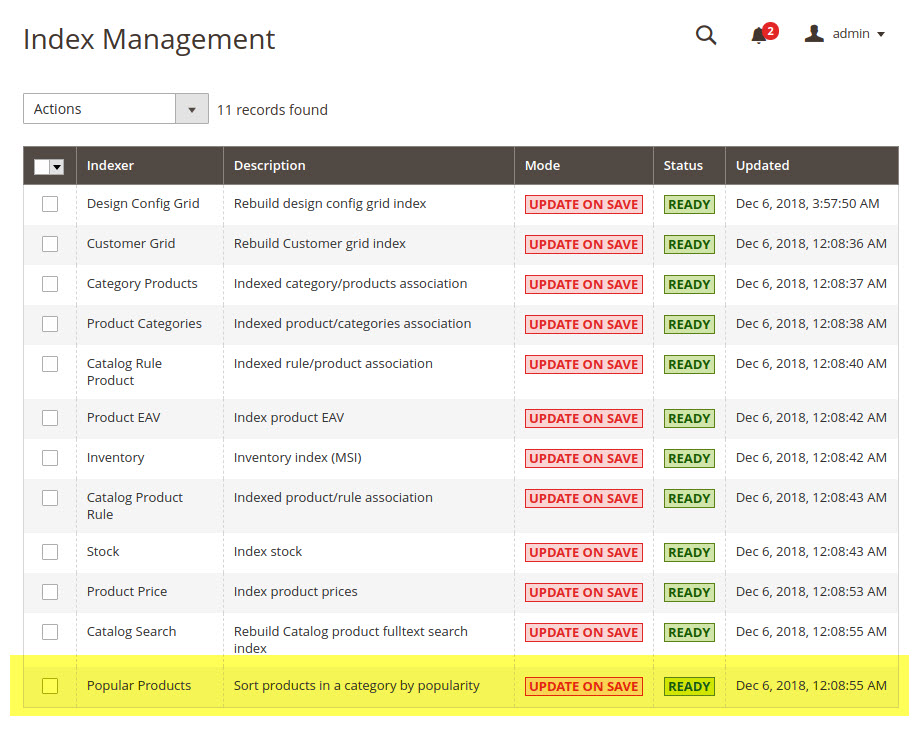 Index Management
2
admin
Actions
11 records found
Indexer Description Mode Status Updated
Design Config Grid Rebuild design config grid index UPDATE ON SAVE READY Dec 6, 2018, 3:57:50 AM
Customer Grid Rebuild Customer grid index UPDATE ON SAVE READY Dec 6, 2018, 12:08:36 AM
Category Products Indexed category/products association UPDATE ON SAVE READY Dec 6, 2018, 12:08:37 AM
Product Categories Indexed product/categories association UPDATE ON SAVE READY Dec 6, 2018, 12:08:38 AM
Catalog Rule Indexed rule/product association UPDATE ON SAVE READY Dec 6, 2018, 12:08:40 AM
Product
Product EAV Index product EAV UPDATE ON SAVE READY Dec 6, 2018, 12:08:42 AM
Inventory Inventory index (MSI) UPDATE ON SAVE READY Dec 6, 2018, 12:08:42 AM
Catalog Product Indexed product/rule association UPDATE ON SAVE READY Dec 6, 2018, 12:08:43 AM
Rule
Stock Index stock UPDATE ON SAVE READY Dec 6, 2018, 12:08:43 AM
Product Price Index product prices UPDATE ON SAVE READY Dec 6, 2018, 12:08:53 AM
Catalog Search Rebuild Catalog product fulltext search UPDATE ON SAVE READY Dec 6, 2018, 12:08:55 AM
index
Popular Products Sort products in a category by popularity UPDATE ON SAVE READY Dec 6, 2018, 12:08:55 AM